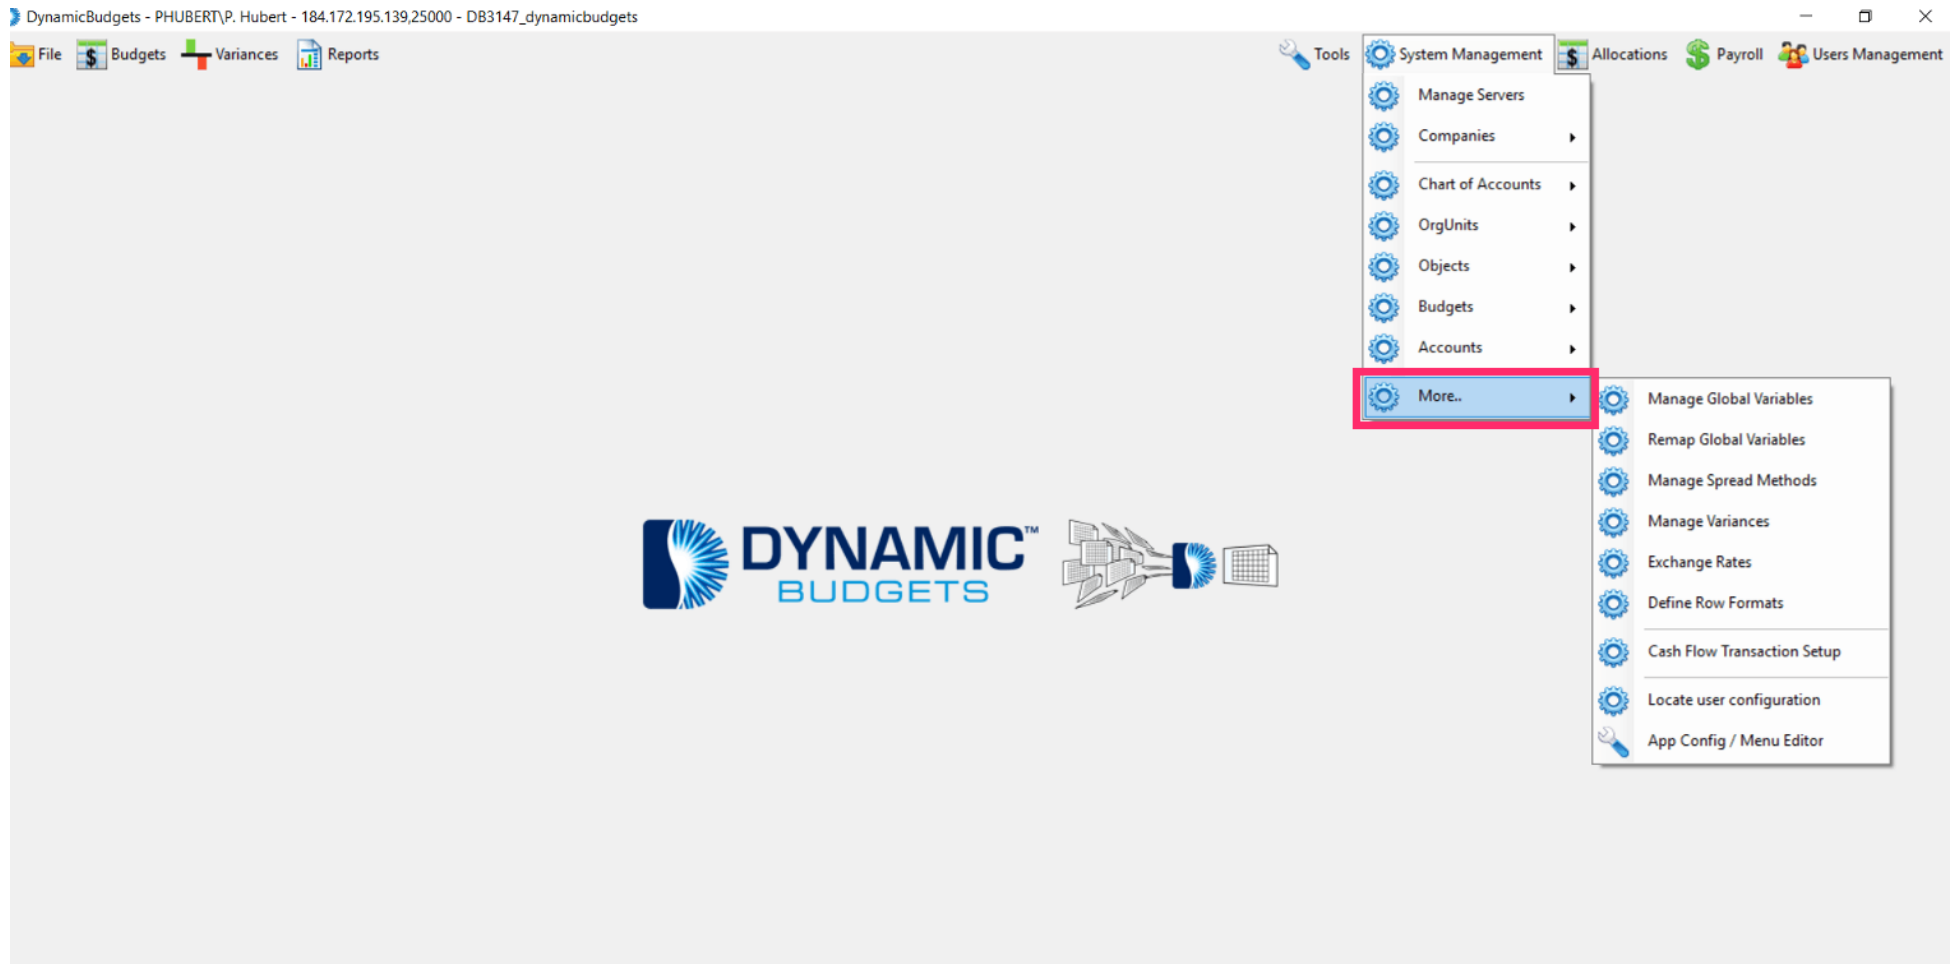 DynamicBudgets - PHUBERT\P. Hubert - 184.172.195.139,25000 - DB3147_dynamicbudgets
File Budgets Variances Reports Tools System Management Allocations Payroll Users Management
Manage Servers
Companies
Chart of Accounts
OrgUnits
Objects
Budgets
Accounts
More..
Manage Global Variables
Remap Global Variables
Manage Spread Methods
Manage Variances
Exchange Rates
Define Row Formats
Cash Flow Transaction Setup
Locate user configuration
App Config / Menu Editor
DYNAMIC™
BUDGETS